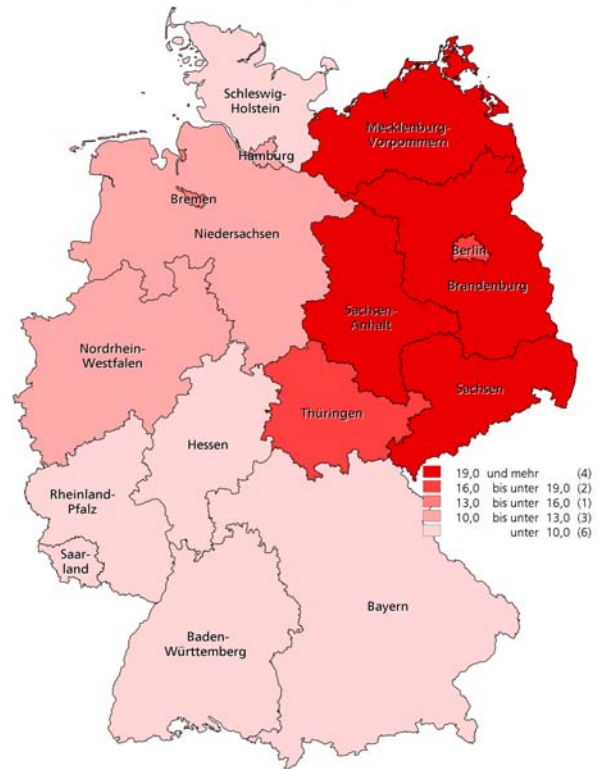 Schleswig-
Holstein
Mecklenburg-
Vorpommern
Hamburg
Bremen
Niedersachsen
Berlin
Brandenburg
Sachsen-
Anhalt
Nordrhein-
Westfalen
Sachsen
Thüringen
Hessen
19,0 und mehr (4)
16,0 bis unter 19,0 (2)
13,0 bis unter 16,0 (1)
10,0 bis unter 13,0 (3)
unter 10,0 (6)
Rheinland-
Pfalz
Saar-
land
Bayern
Baden-
Württemberg